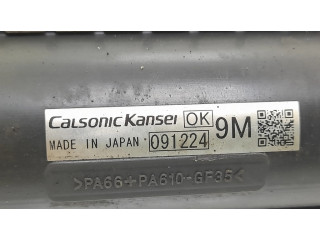 CalsonicKansei OK 9M
MADE IN JAPAN 091224
>PA66+PA610-GF35<